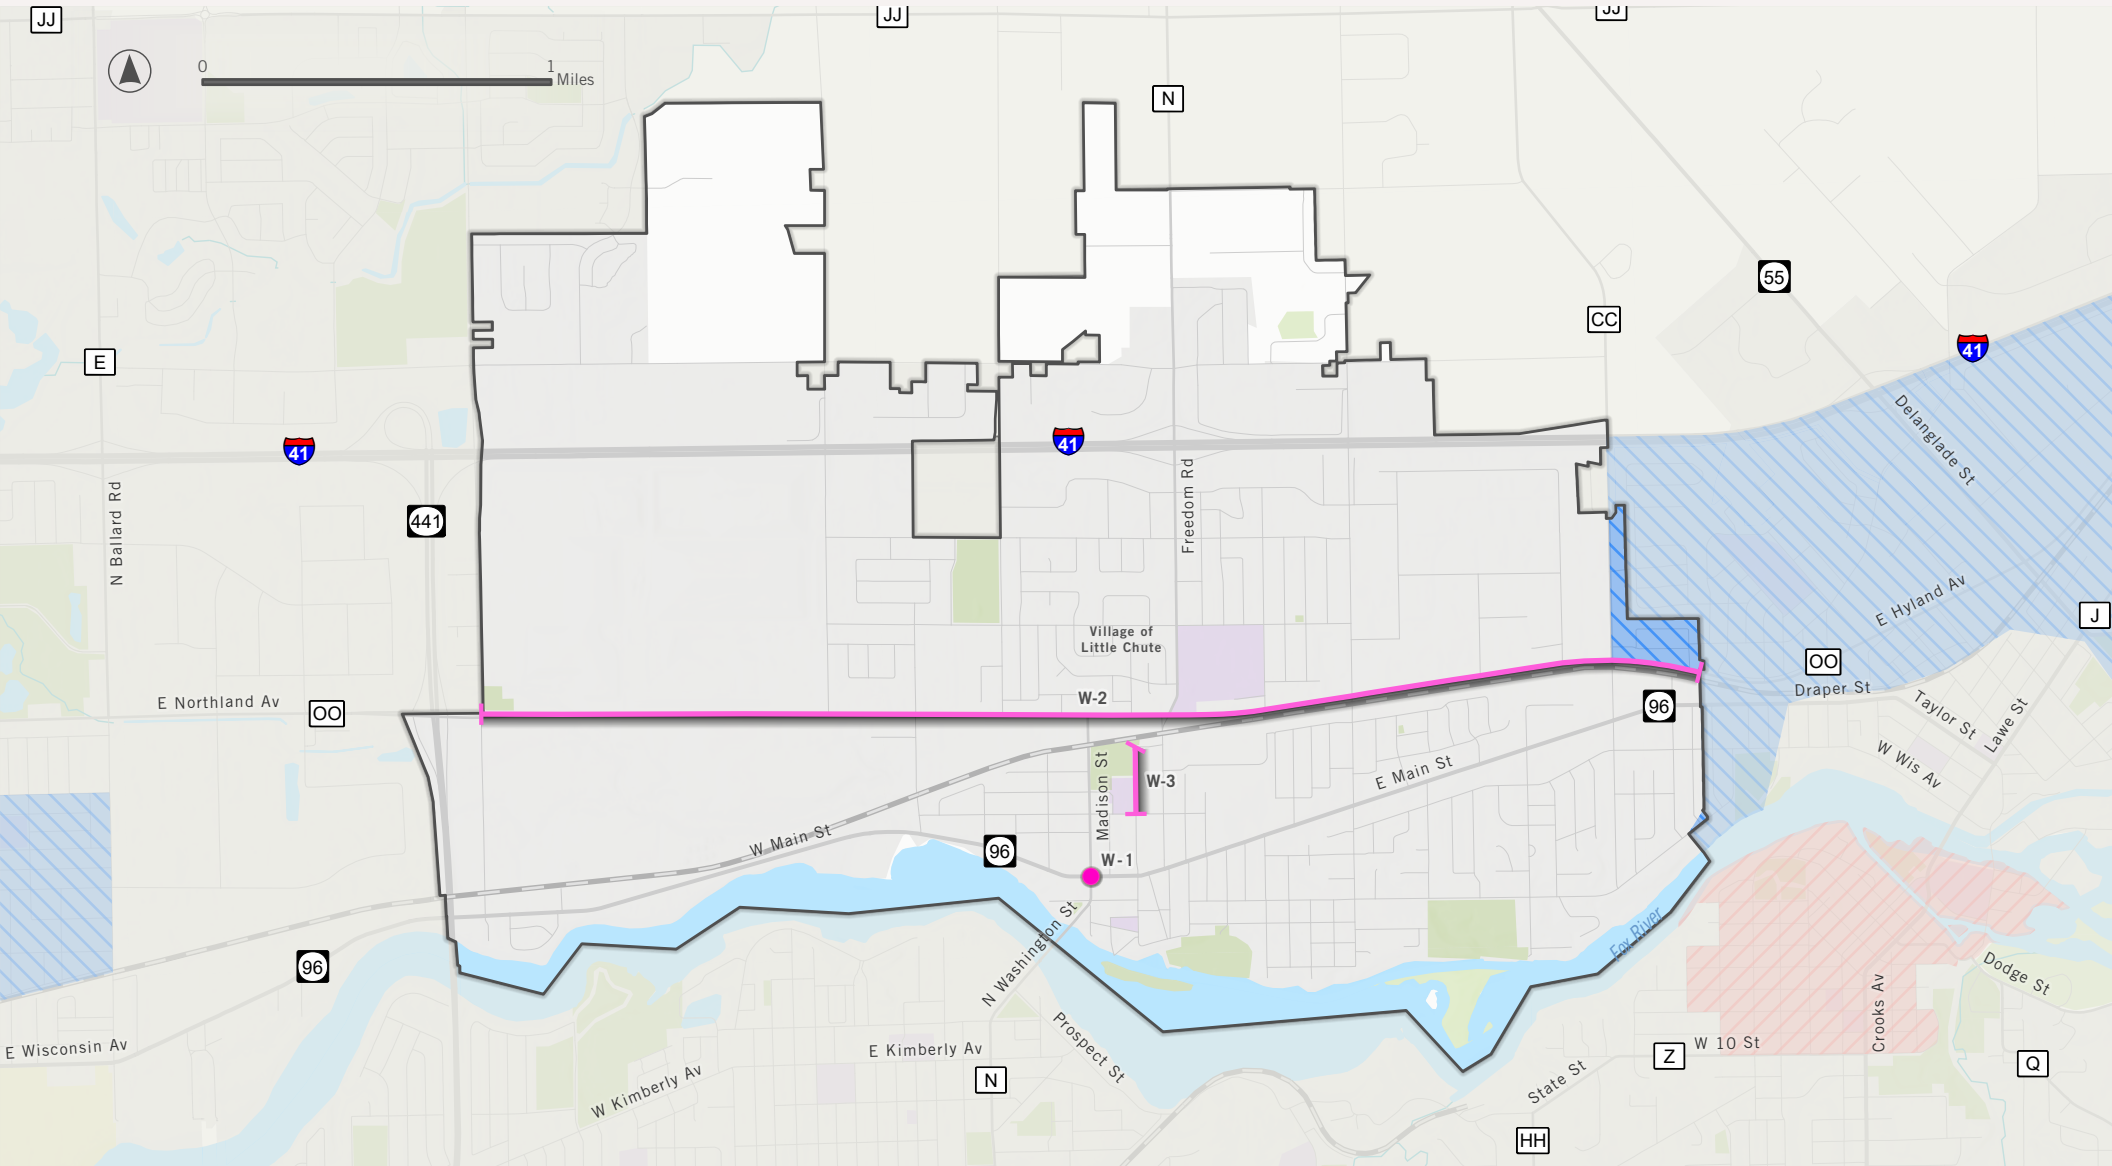 JJ
JJ
JJ
0
1
Miles
N
55
CC
41
E
41
41
Delanglade St
N Ballard Rd
441
Freedom Rd
E Hyland Av
J
Village of
Little Chute
OO
Draper St
E Northland Av
OO
W-2
96
Taylor St
Lawe St
W Wis Av
Madison St
W-3
E Main St
W Main St
96
W-1
N Washington St
Fox River
96
Dodge St
Crooks Av
E Wisconsin Av
Prospect St
E Kimberly Av
W 10 St
Z
Q
W Kimberly Av
N
State St
HH